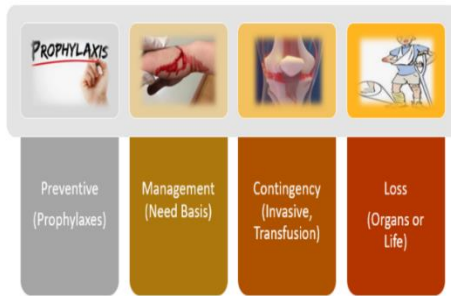 PROPHYLAXIS
Preventive
(Prophylaxes)
Management
(Need Basis)
Contingency
(Invasive,
Transfusion)
Loss
(Organs or
Life)